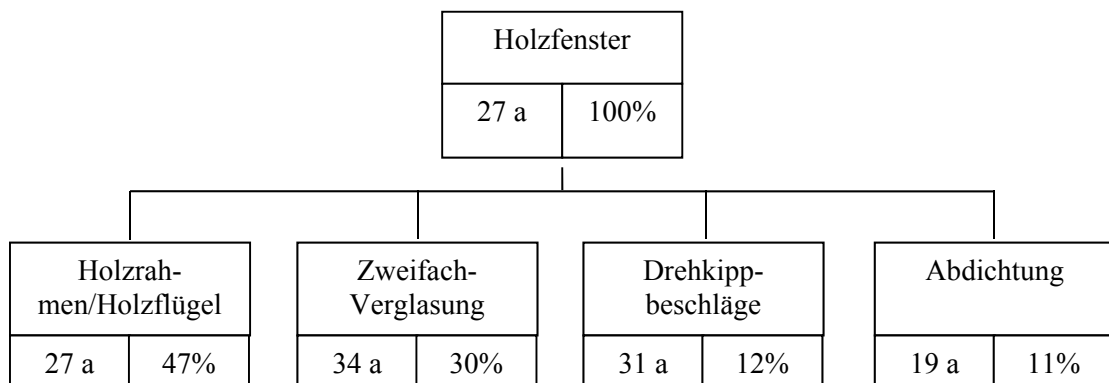 Holzfenster
27 a 100%
Holzrah-
men/Holzflügel
27 a 47%
Zweifach-
Verglasung
34 a 30%
Drehkipp-
beschläge
31 a 12%
Abdichtung
19 a 11%